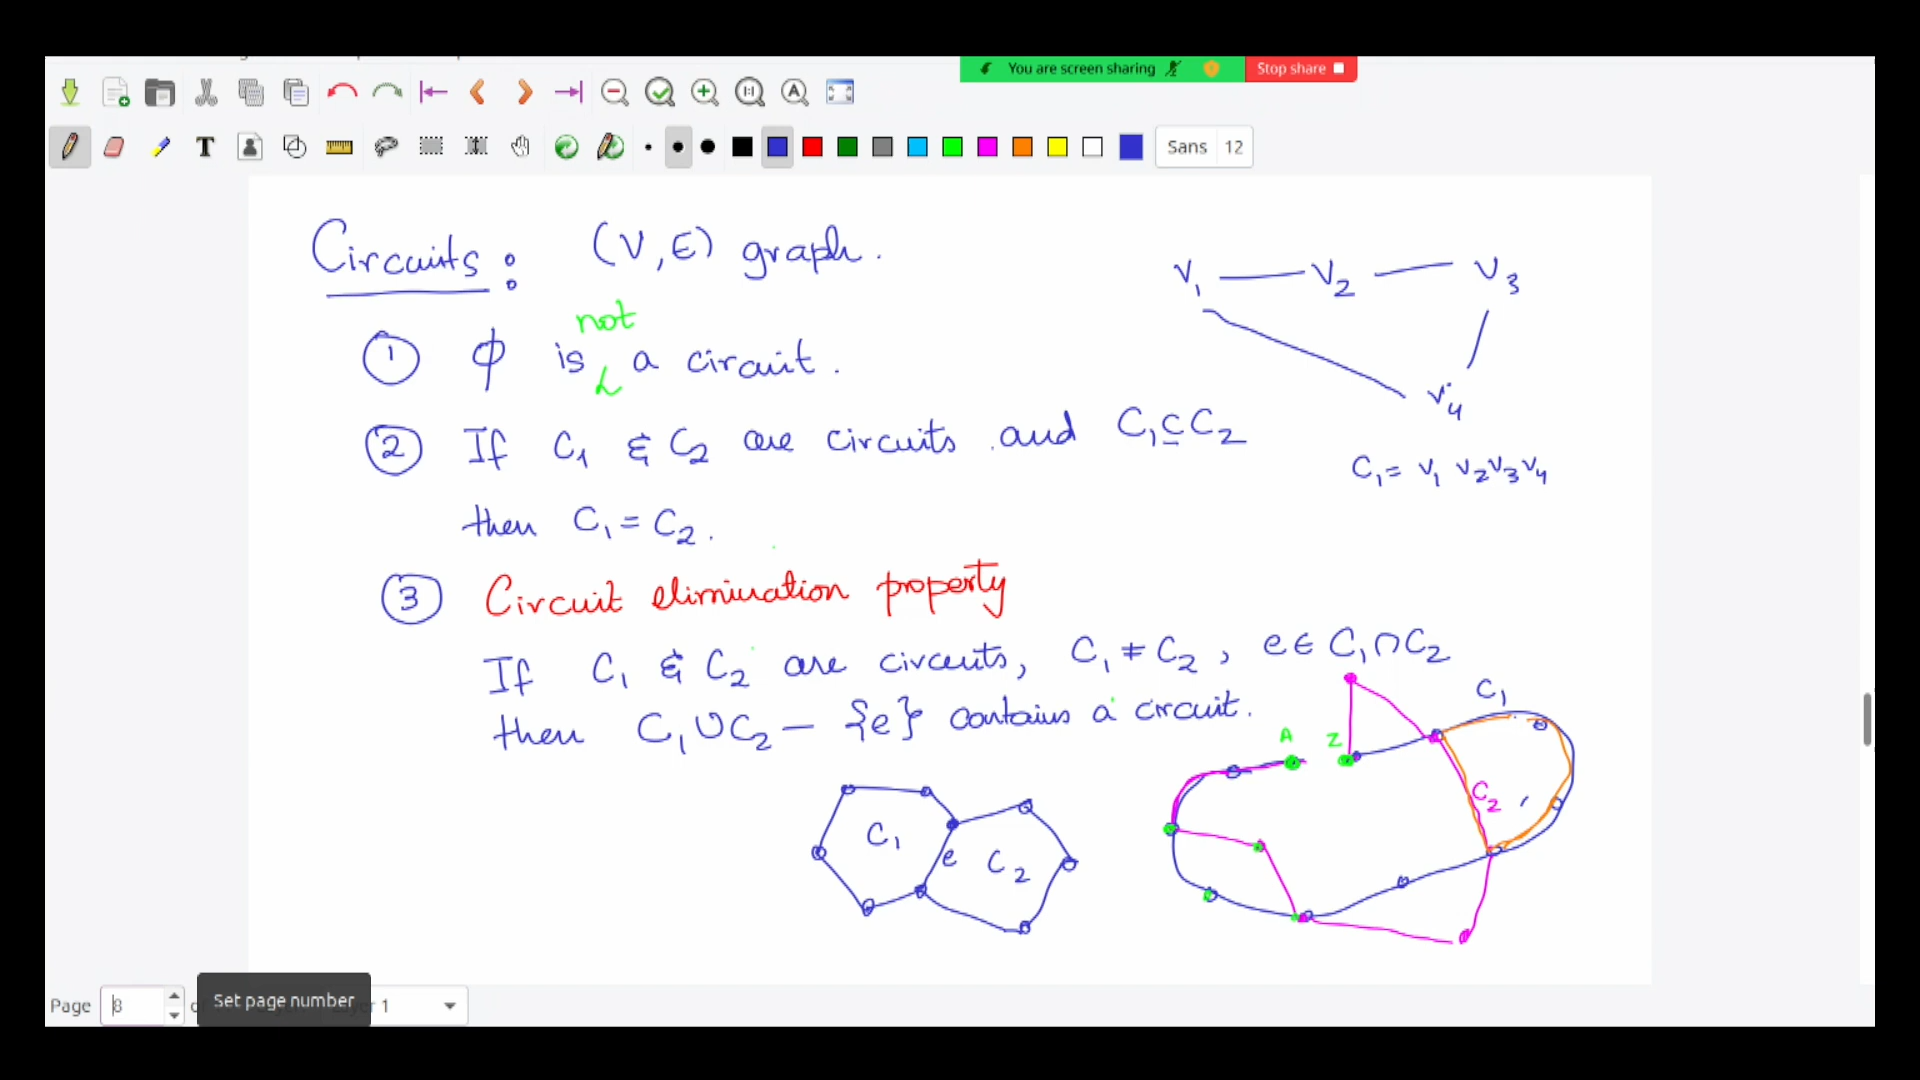 You are screen sharing Stop share
T Sans 12
Circuits : (V,E) graph.
V1 V2 V3
not
① φ is a circuit.
V4
② If C1 & C2 are circuits and C1⊆C2
C1= V1 V2V3V4
then C1 = C2.
③ Circuit elimination property
If C1 & C2 are circuits, C1 ≠ C2, e∈ C1∩C2
then C1∪C2 – {e} contains a circuit.
C1
A Z
C2
C1 e C2
Page 8 Set page number 1